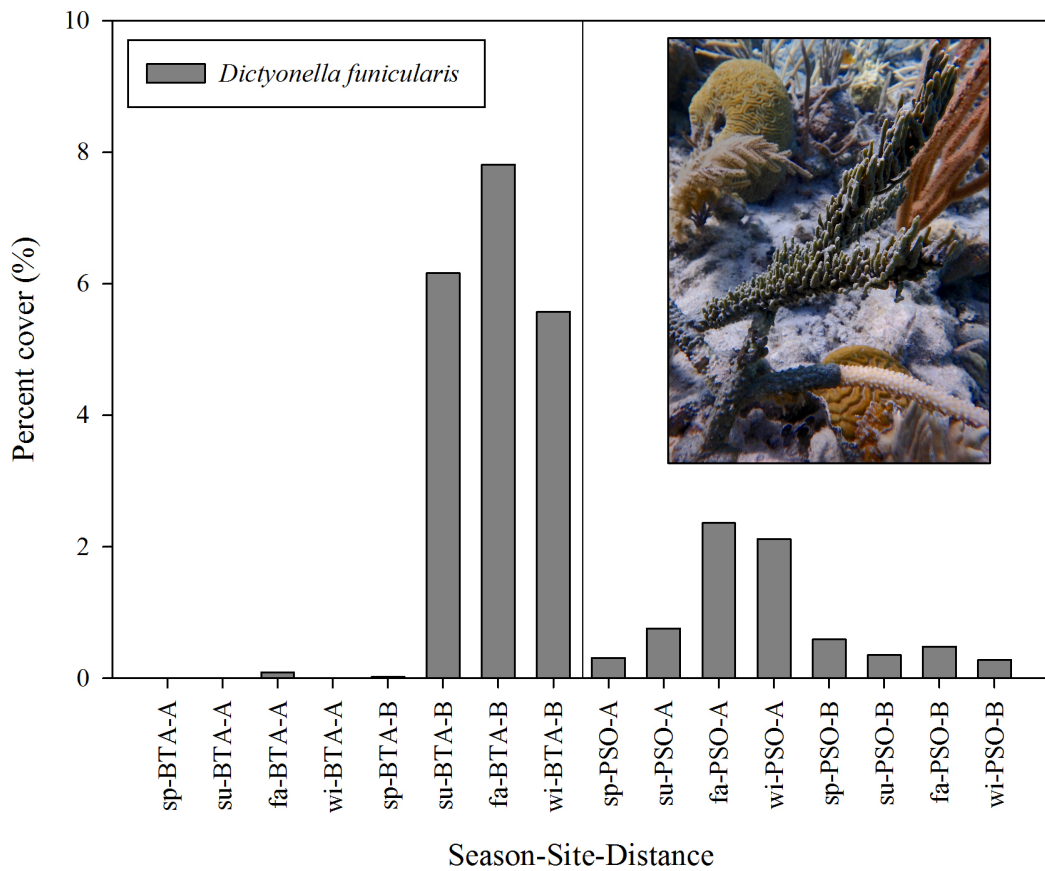 10
8
6
4
2
0
Percent cover (%)
Dictyonella funicularis
sp-BTA-A
su-BTA-A
fa-BTA-A
wi-BTA-A
sp-BTA-B
su-BTA-B
fa-BTA-B
wi-BTA-B
sp-PSO-A
su-PSO-A
fa-PSO-A
wi-PSO-A
sp-PSO-B
su-PSO-B
fa-PSO-B
wi-PSO-B
Season-Site-Distance